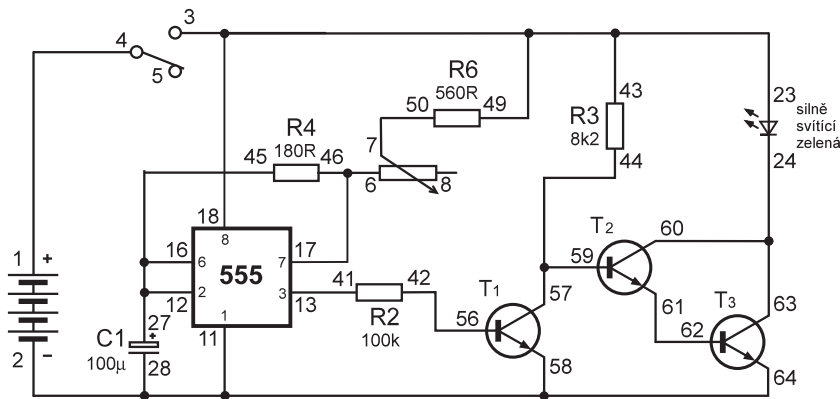 3
4
5
R6
560R
50
49
43
R3
8k2
44
23
silně
svítící
zelená
24
7
R4
180R
45
46
6
8
18
8
16
6
555
7
17
12
2
3
13
1
11
1
+
2
−
27
+
C1
100µ
28
41
42
R2
100k
T1
56
57
58
T2
59
60
61
T3
62
63
64